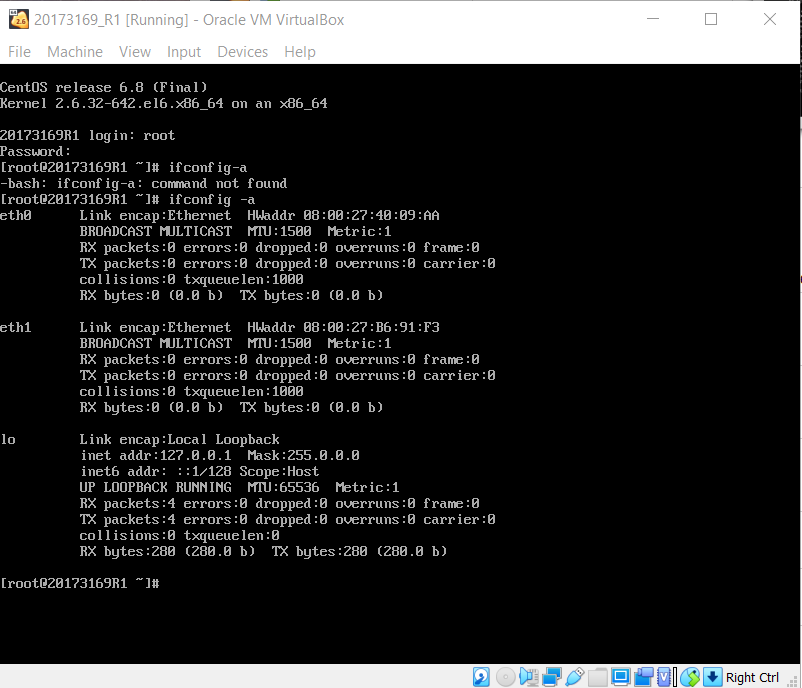 20173169_R1 [Running] - Oracle VM VirtualBox
File Machine View Input Devices Help
CentOS release 6.8 (Final)
Kernel 2.6.32-642.el6.x86_64 on an x86_64
20173169R1 login: root
Password:
[root@20173169R1 ~]# ifconfig-a
-bash: ifconfig-a: command not found
[root@20173169R1 ~]# ifconfig -a
eth0 Link encap:Ethernet HWaddr 08:00:27:40:09:AA
BROADCAST MULTICAST MTU:1500 Metric:1
RX packets:0 errors:0 dropped:0 overruns:0 frame:0
TX packets:0 errors:0 dropped:0 overruns:0 carrier:0
collisions:0 txqueuelen:1000
RX bytes:0 (0.0 b) TX bytes:0 (0.0 b)
eth1 Link encap:Ethernet HWaddr 08:00:27:B6:91:F3
BROADCAST MULTICAST MTU:1500 Metric:1
RX packets:0 errors:0 dropped:0 overruns:0 frame:0
TX packets:0 errors:0 dropped:0 overruns:0 carrier:0
collisions:0 txqueuelen:1000
RX bytes:0 (0.0 b) TX bytes:0 (0.0 b)
lo Link encap:Local Loopback
inet addr:127.0.0.1 Mask:255.0.0.0
inet6 addr: ::1/128 Scope:Host
UP LOOPBACK RUNNING MTU:65536 Metric:1
RX packets:4 errors:0 dropped:0 overruns:0 frame:0
TX packets:4 errors:0 dropped:0 overruns:0 carrier:0
collisions:0 txqueuelen:0
RX bytes:280 (280.0 b) TX bytes:280 (280.0 b)
[root@20173169R1 ~]#
Right Ctrl